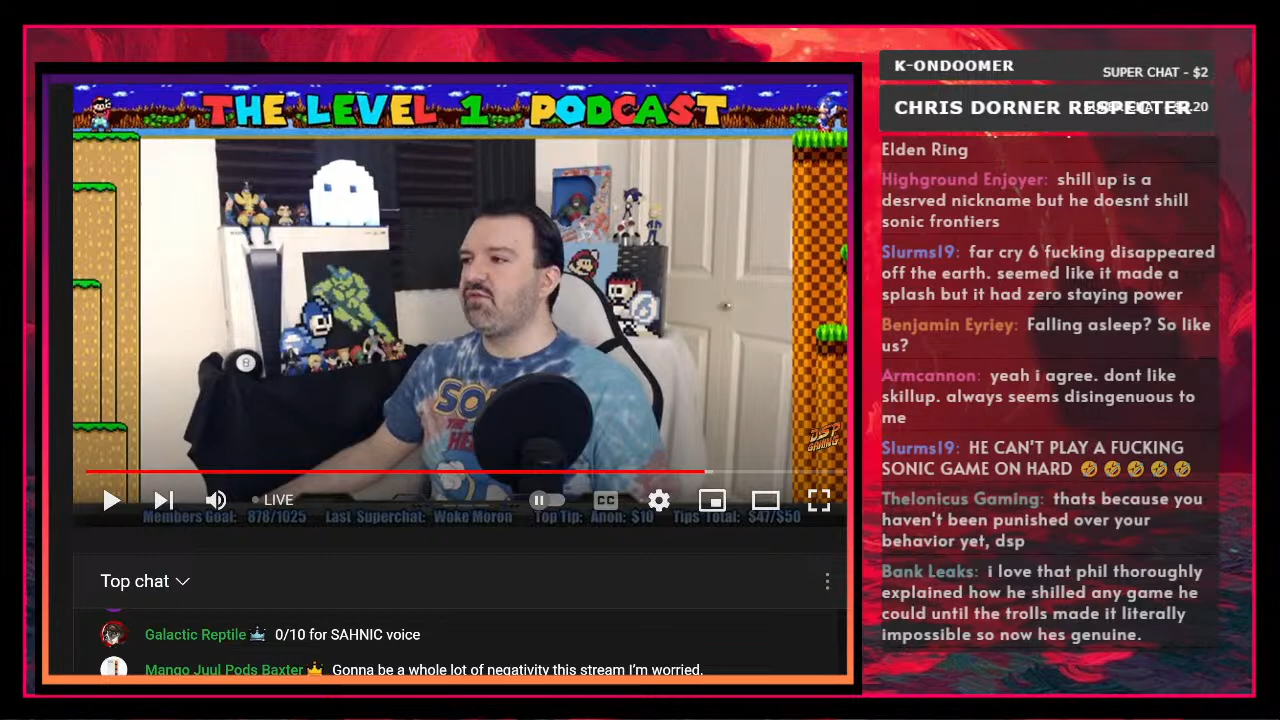 THE LEVEL 1 PODCAST
8
DSP
GAMING
LIVE
CC
Members Goal: 878/1025 Last Superchat: Woke Moron Top Tip: Anon: $10 Tips Total: $47/$50
Top chat
Galactic Reptile 0/10 for SAHNIC voice
Mango Juul Pods Baxter Gonna be a whole lot of negativity this stream I'm worried.
K-ONDOOMER SUPER CHAT - $2
CHRIS DORNER RESPECTER
Elden Ring
Highground Enjoyer: shill up is a
desrved nickname but he doesnt shill
sonic frontiers
Slurms19: far cry 6 fucking disappeared
off the earth. seemed like it made a
splash but it had zero staying power
Benjamin Eyriey: Falling asleep? So like
us?
Armcannon: yeah i agree. dont like
skillup. always seems disingenuous to
me
Slurms19: HE CAN'T PLAY A FUCKING
SONIC GAME ON HARD 🤣 🤣 🤣 🤣 🤣
Thelonicus Gaming: thats because you
haven't been punished over your
behavior yet, dsp
Bank Leaks: i love that phil thoroughly
explained how he shilled any game he
could until the trolls made it literally
impossible so now hes genuine.